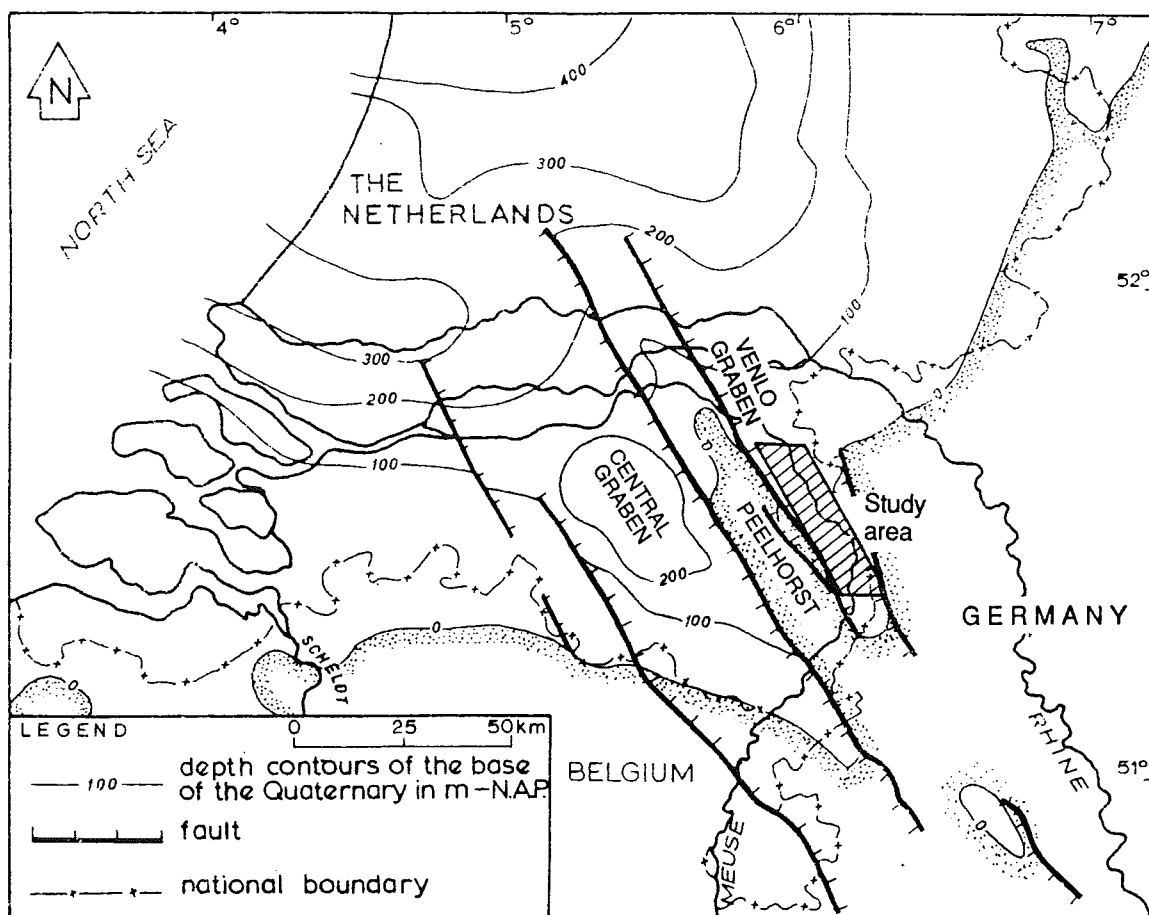 4° 5° 6° 7°
N
NORTH SEA
400
300
THE
NETHERLANDS
200
52°
100
300
VENLO
GRABEN
200
0
0
100
CENTRAL
GRABEN
Study
area
PEELHORST
200
GERMANY
100
0
SCHELDT
0
LEGEND
0 25 50km
RHINE
100 depth contours of the base
of the Quaternary in m-N.A.P.
BELGIUM
51°
fault
0
MEUSE
national boundary